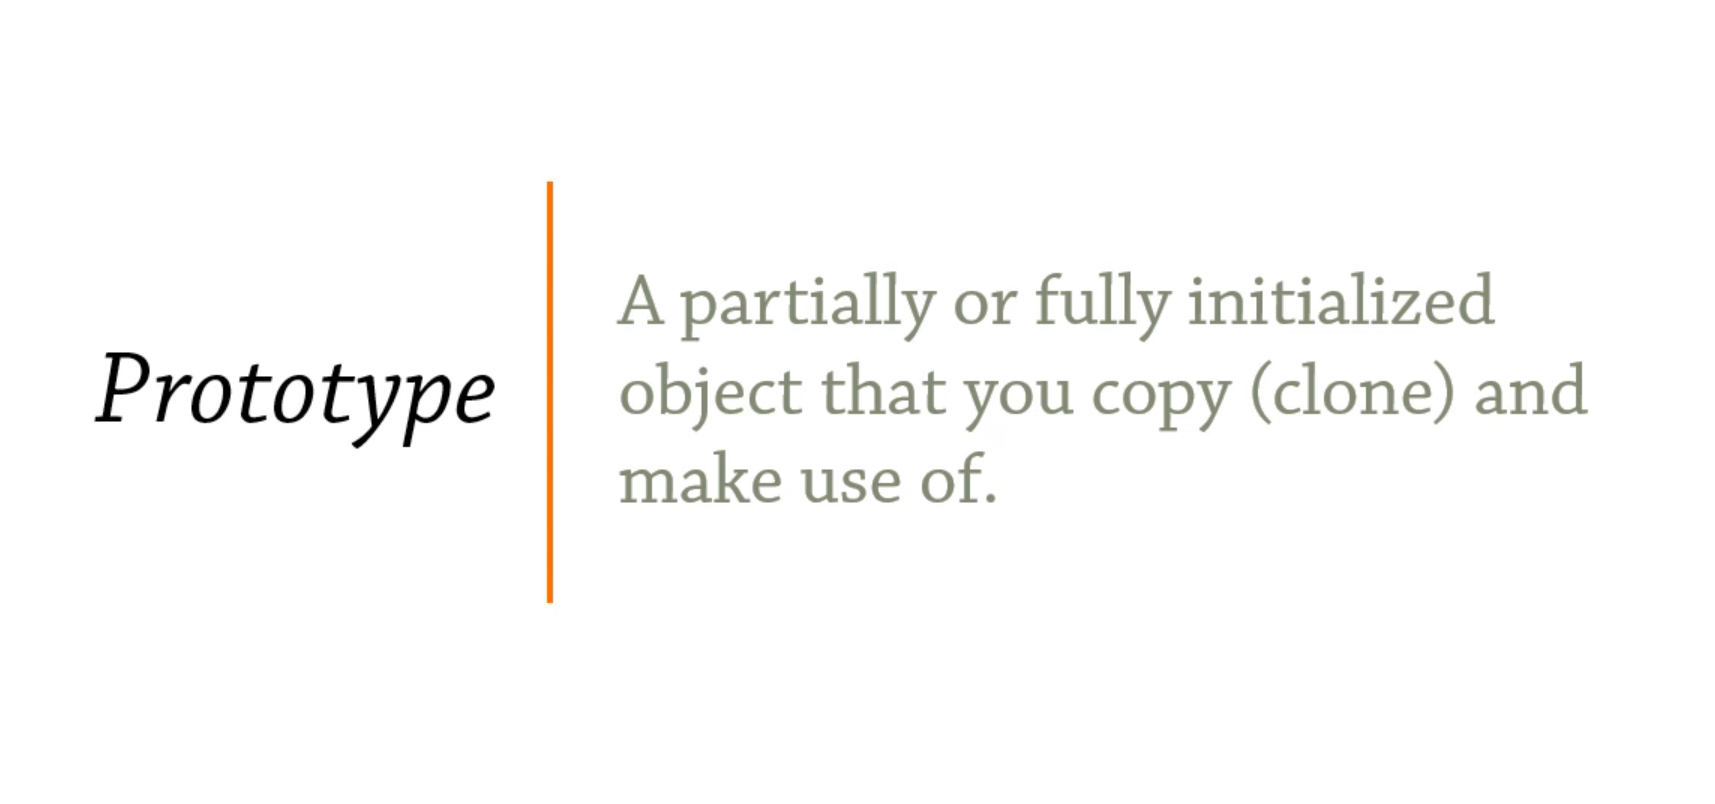 Prototype
A partially or fully initialized
object that you copy (clone) and
make use of.